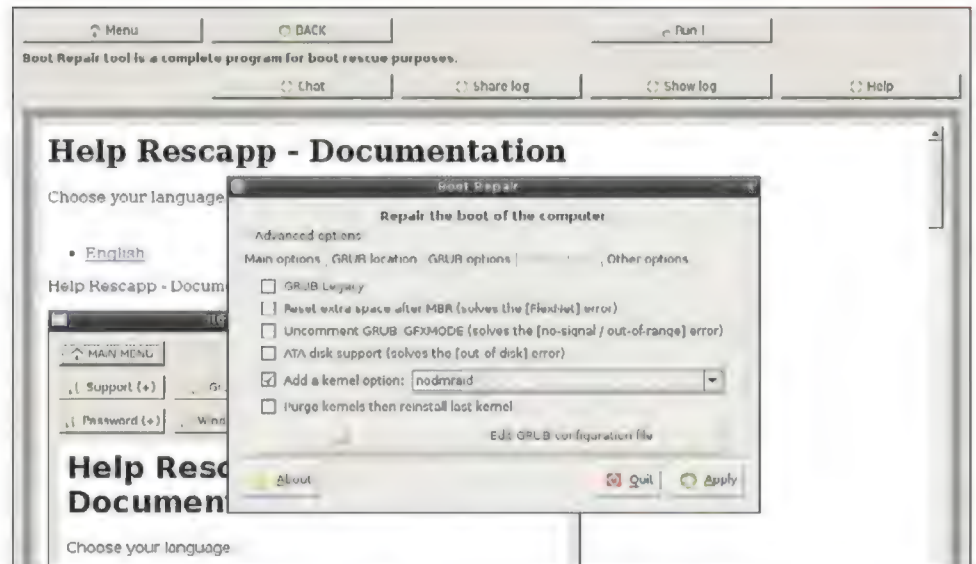 Menu
BACK
Run !
Boot Repair tool is a complete program for boot rescue purposes.
Chat
Share log
Show log
Help
Help Rescapp - Documentation
Choose your language
English
Help Rescapp - Docum
Boot Repair
Repair the boot of the computer
Advanced options
Main options GRUB location GRUB options Other options
GRUB Legacy
Reset extra space after MBR (solves the [FlexNet] error)
Uncomment GRUB_GFXMODE (solves the [no-signal / out-of-range] error)
ATA disk support (solves the [out of disk] error)
Add a kernel option: nodmraid
Purge kernels then reinstall last kernel
Edit GRUB configuration file
About
Quit
Apply
MAIN MENU
Support (+)
Password (+)
Wind
Help Resc
Documen
Choose your language